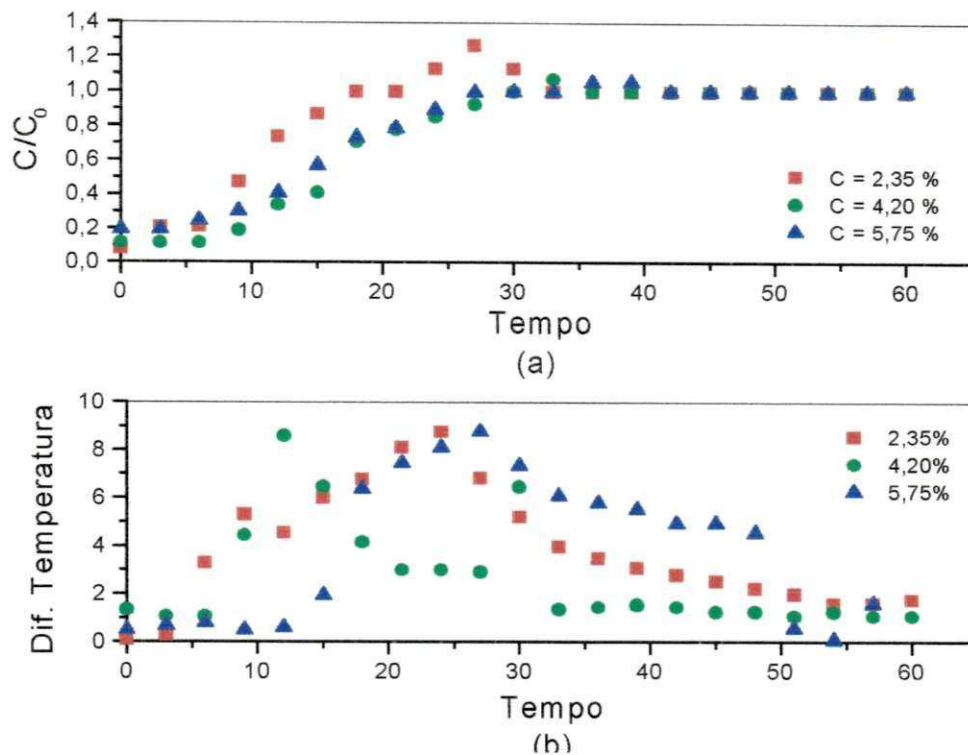 1,4
1,2
1,0
0,8
0,6
0,4
0,2
0,0
C/C0
C = 2,35 %
C = 4,20 %
C = 5,75 %
0 10 20 30 40 50 60
Tempo
(a)
10
8
6
4
2
0
Dif. Temperatura
2,35%
4,20%
5,75%
0 10 20 30 40 50 60
Tempo
(b)